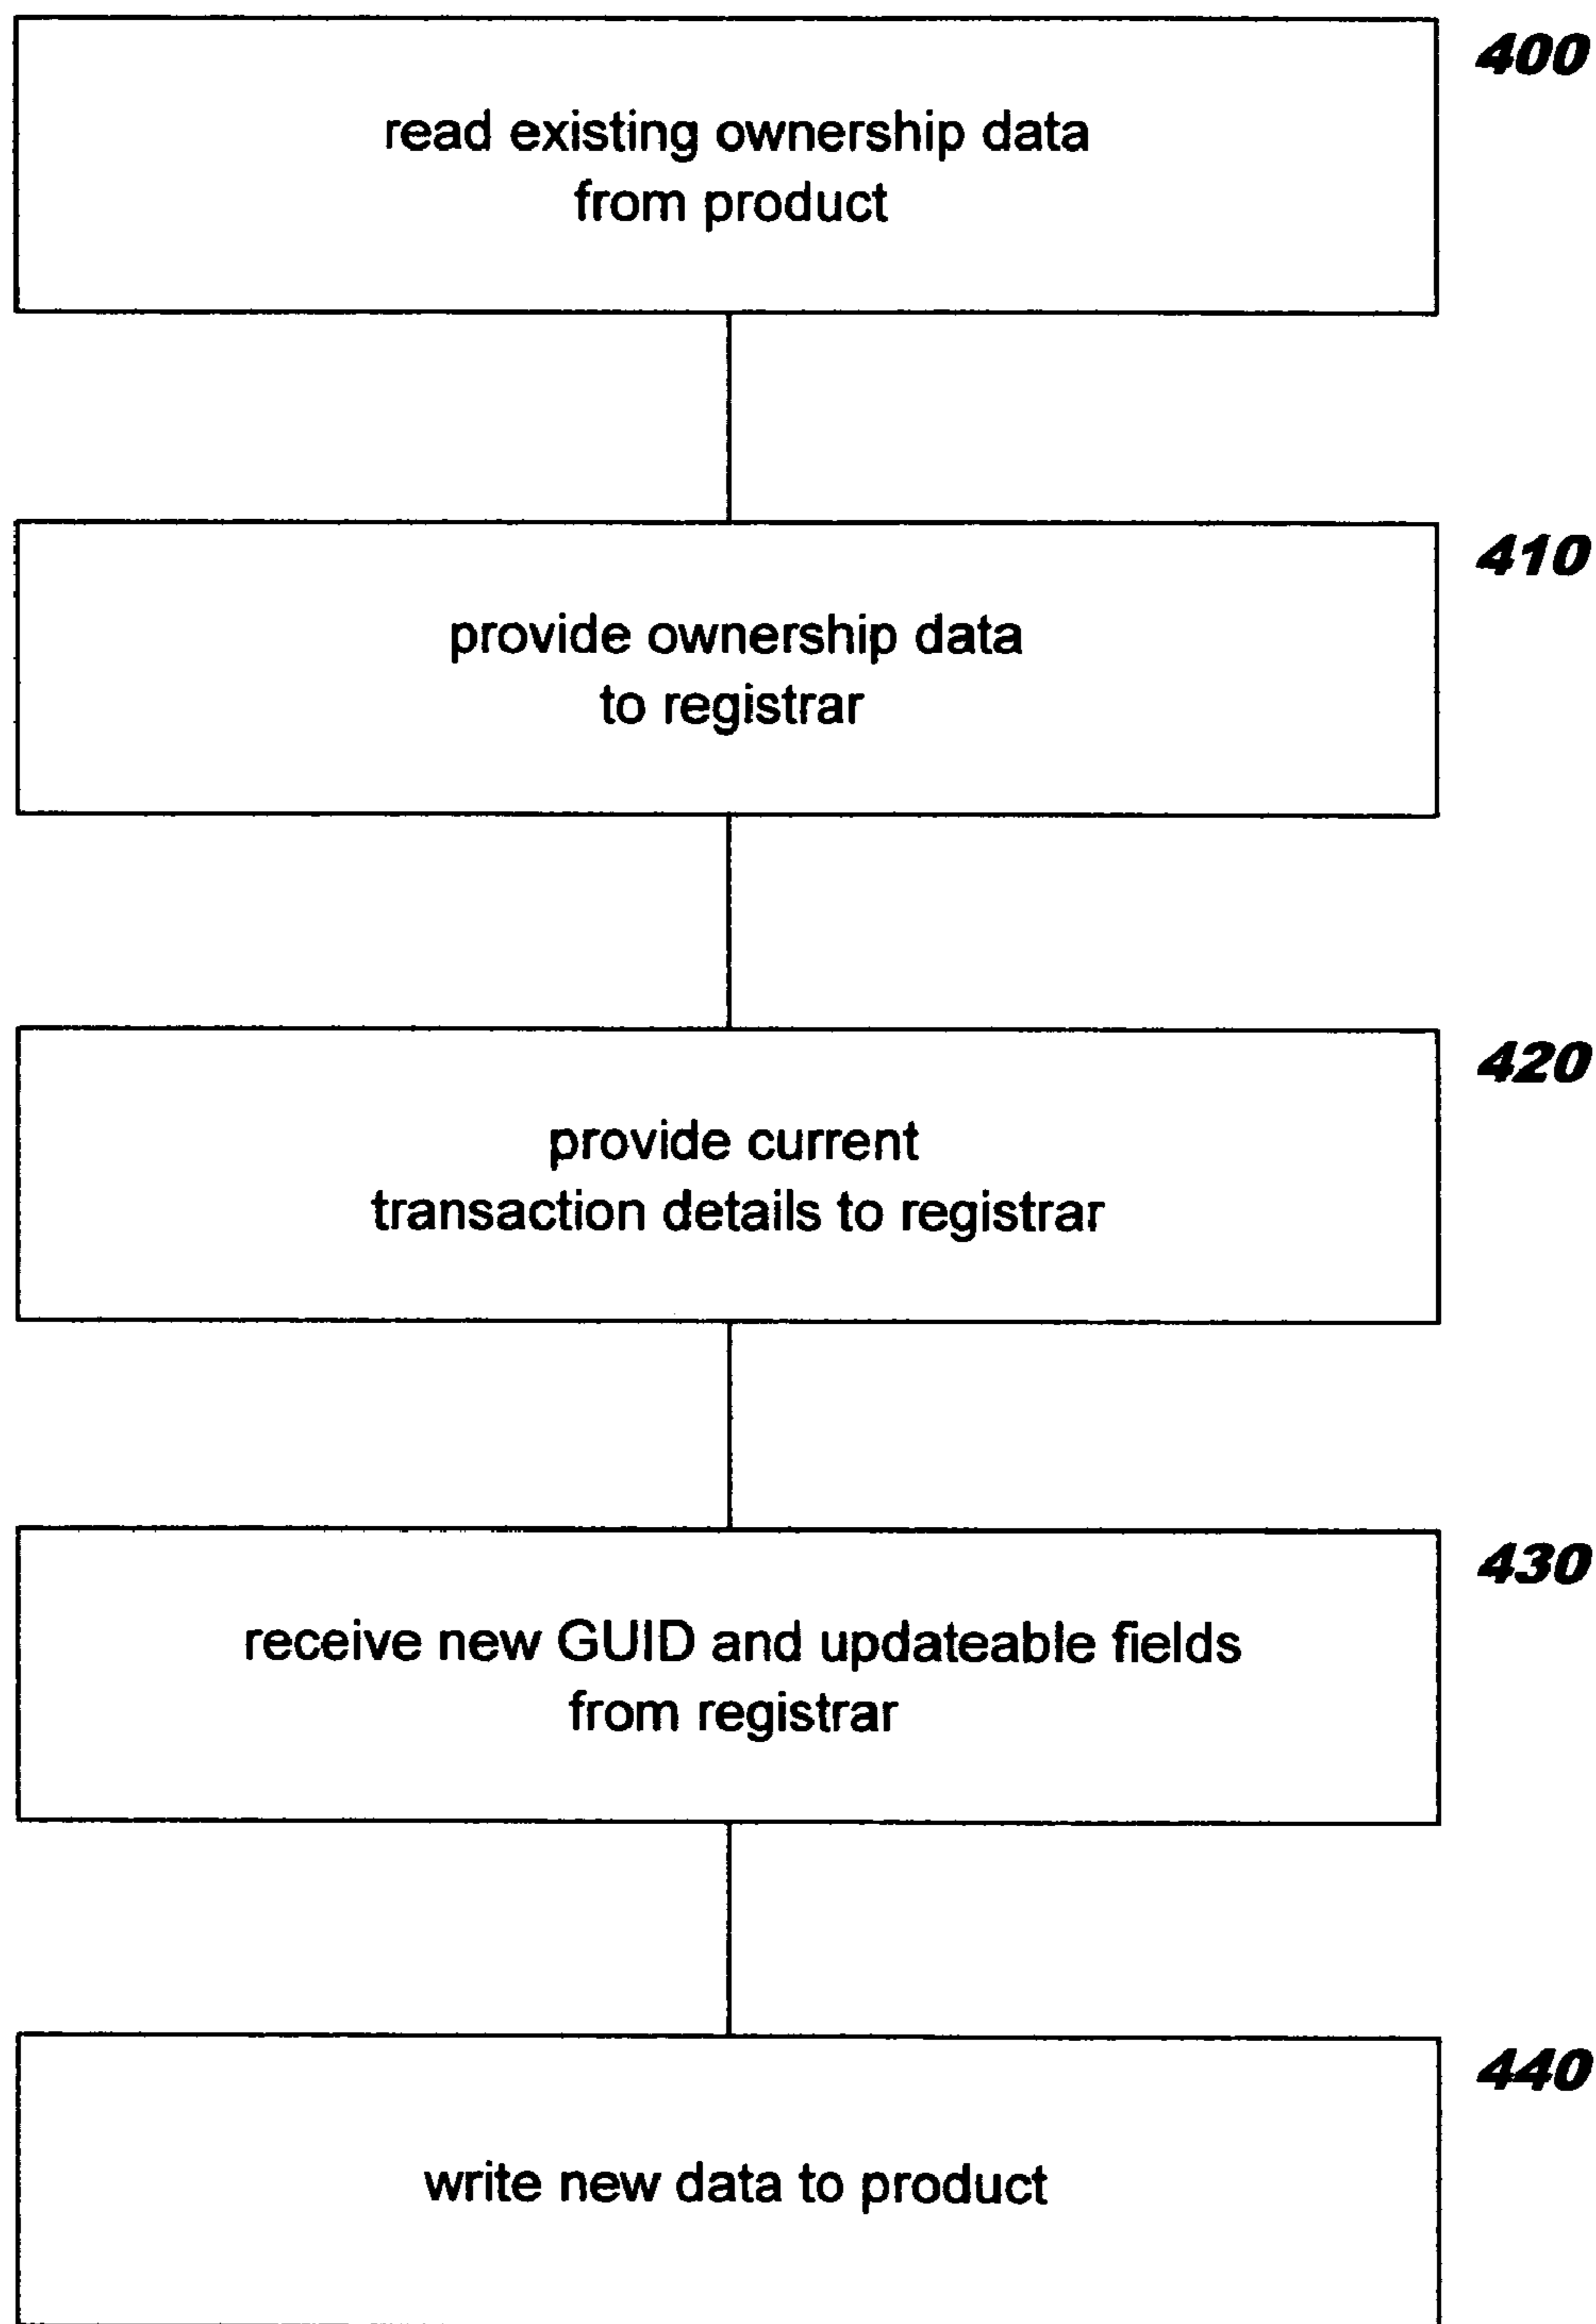 400
read existing ownership data
from product
410
provide ownership data
to registrar
420
provide current
transaction details to registrar
430
receive new GUID and updateable fields
from registrar
440
write new data to product